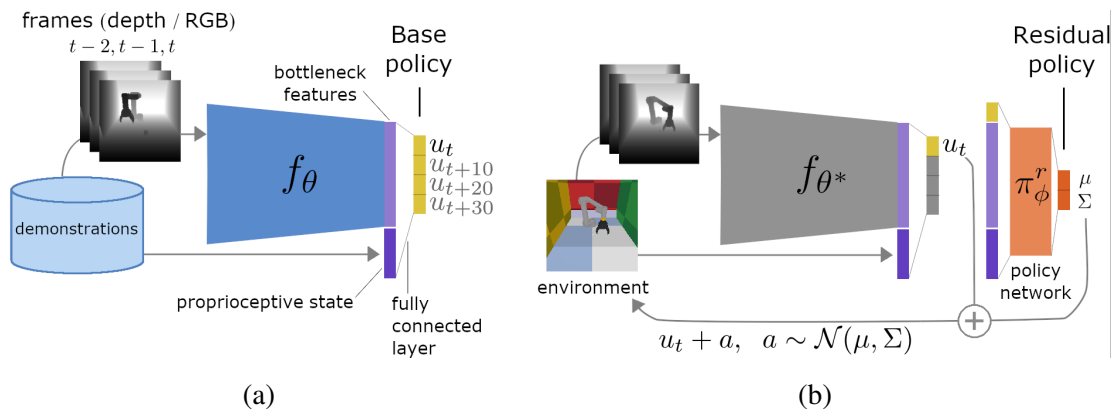 frames (depth / RGB)
t − 2, t − 1, t
bottleneck
features
Base
policy
f_θ
u_t
u_{t+10}
u_{t+20}
u_{t+30}
demonstrations
proprioceptive state
fully
connected
layer
(a)
Residual
policy
f_{θ*}
u_t
π^r_ϕ
μ
Σ
policy
network
environment
+
u_t + a, a ∼ N(μ, Σ)
(b)